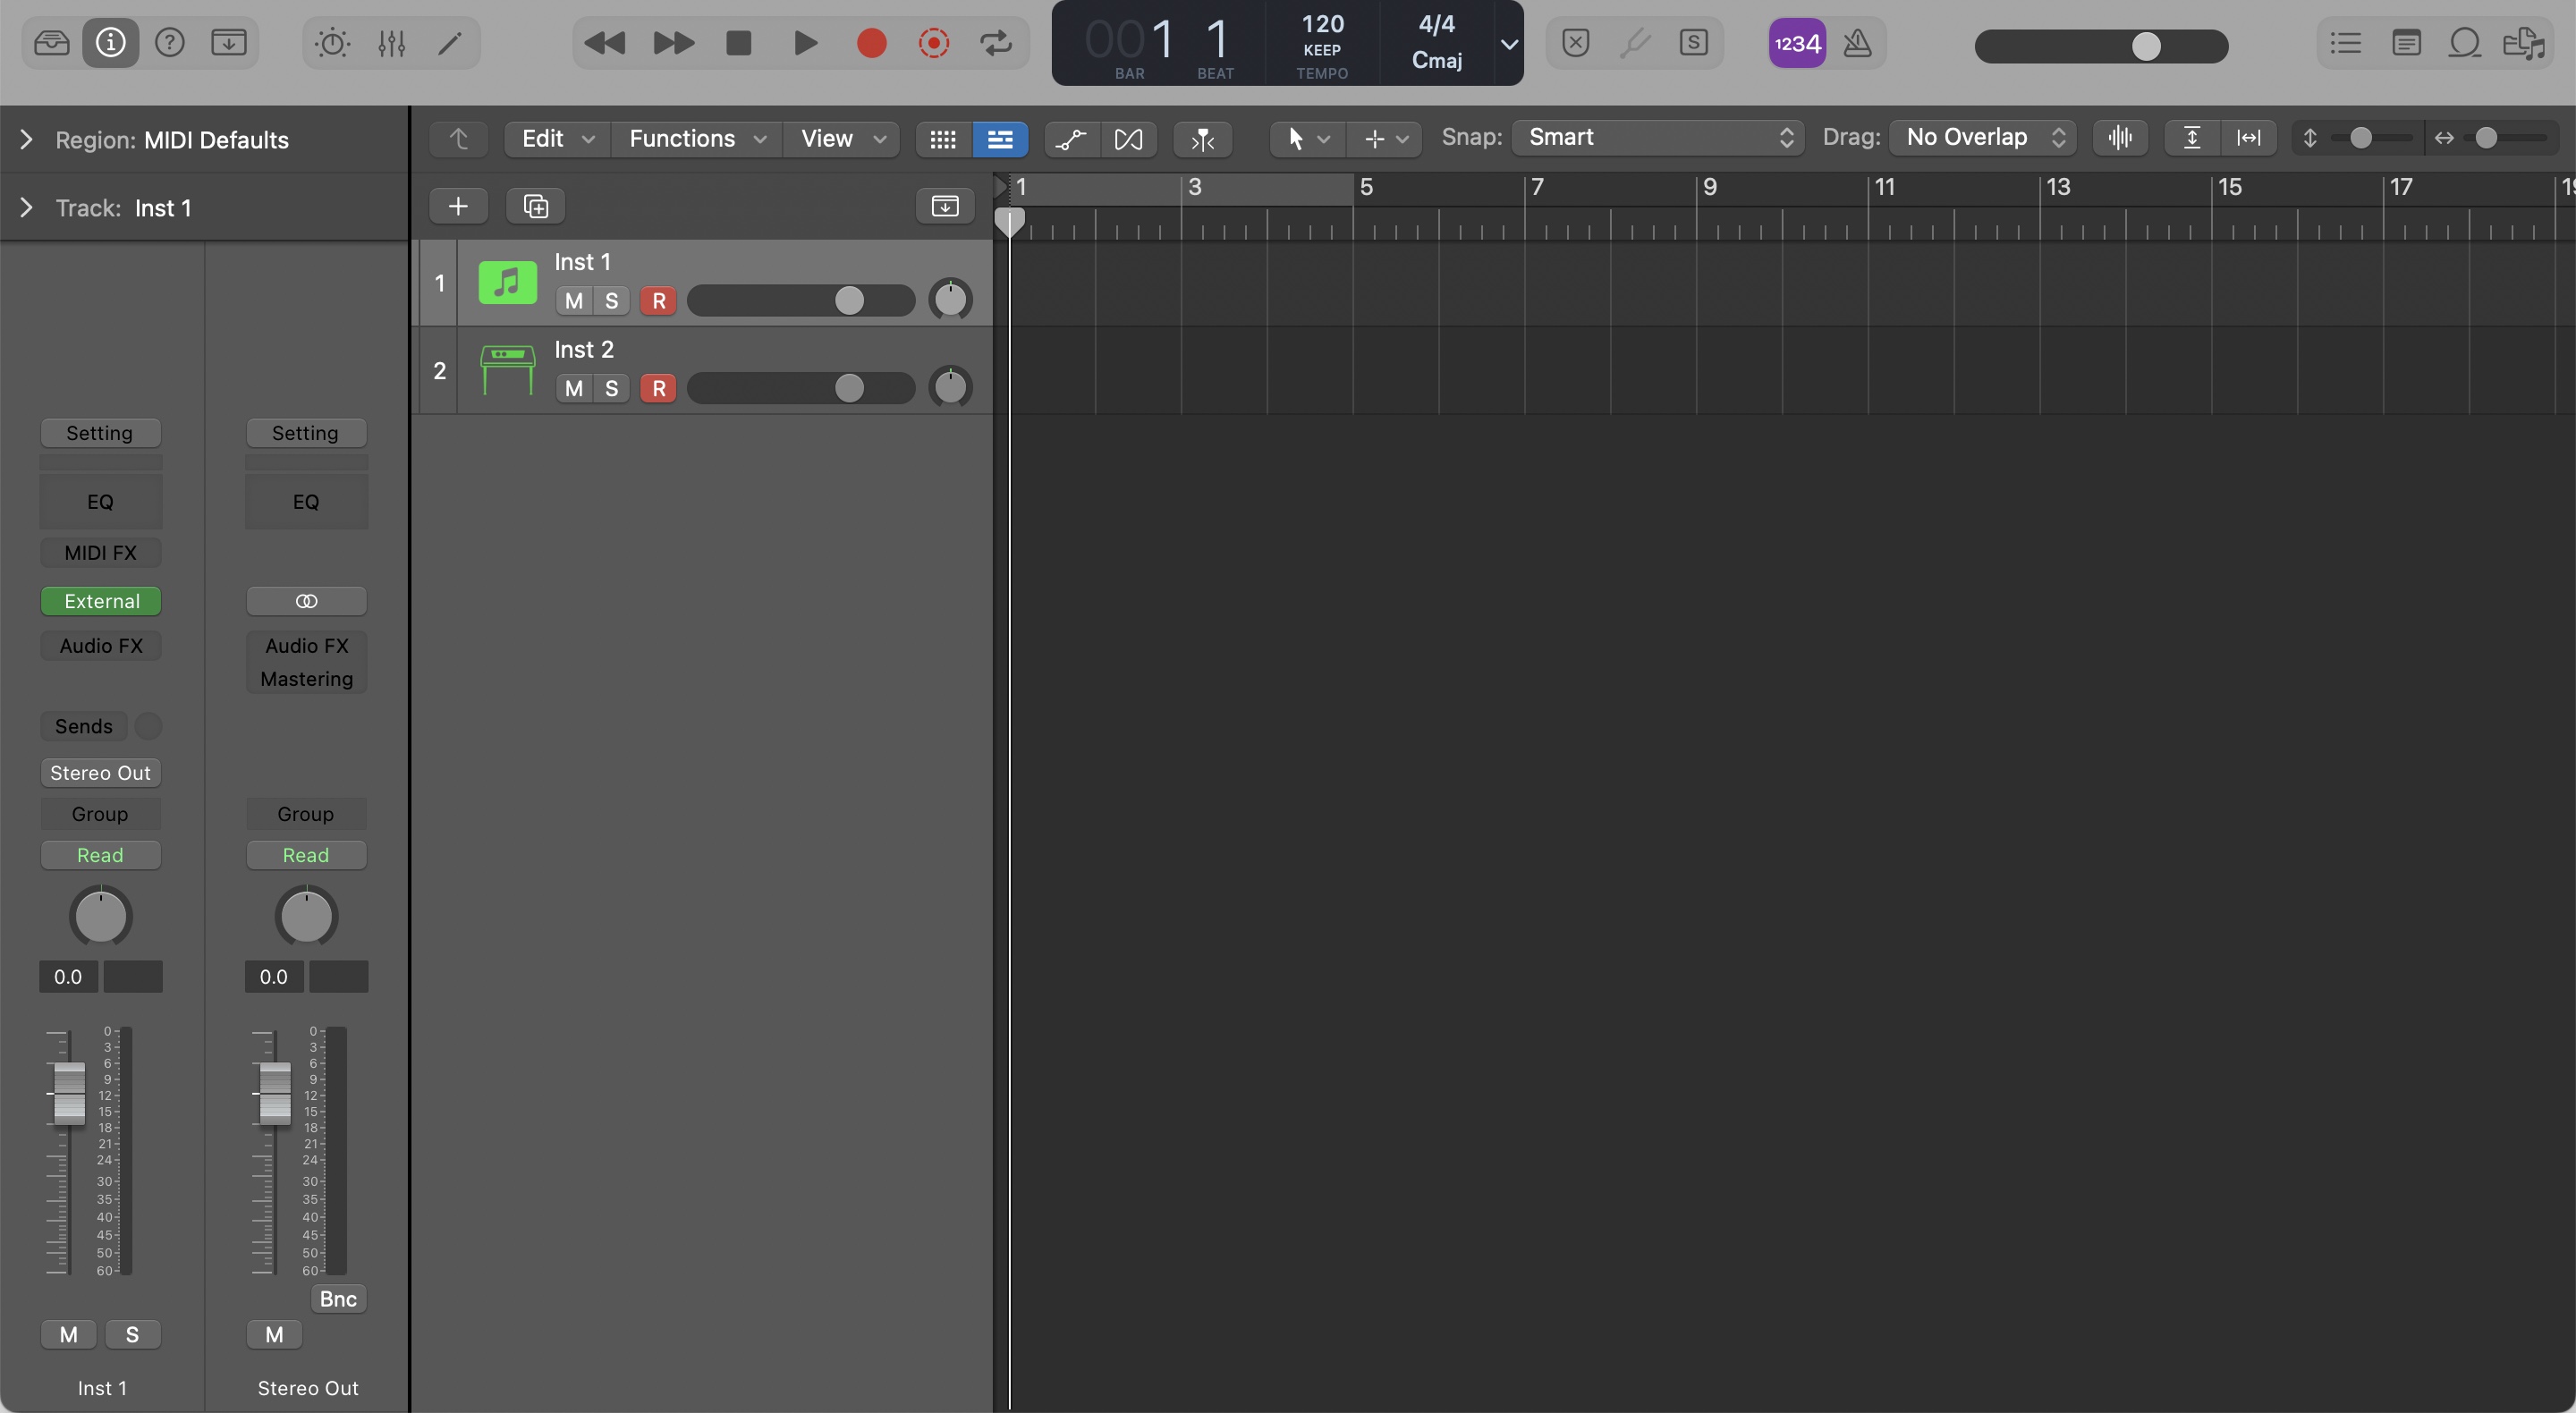 001 1
BAR BEAT
120
KEEP
TEMPO
4/4
Cmaj
S
1234
Region: MIDI Defaults
Edit Functions View
Snap: Smart
Drag: No Overlap
Track: Inst 1
1 3 5 7 9 11 13 15 17 19
1
Inst 1
M S R
2
Inst 2
M S R
Setting
EQ
MIDI FX
External
Audio FX
Sends
Stereo Out
Group
Read
0.0
0
3
6
9
12
15
18
21
24
30
35
40
45
50
60
M S
Inst 1
Setting
EQ
Audio FX
Mastering
Group
Read
0.0
0
3
6
9
12
15
18
21
24
30
35
40
45
50
60
Bnc
M
Stereo Out